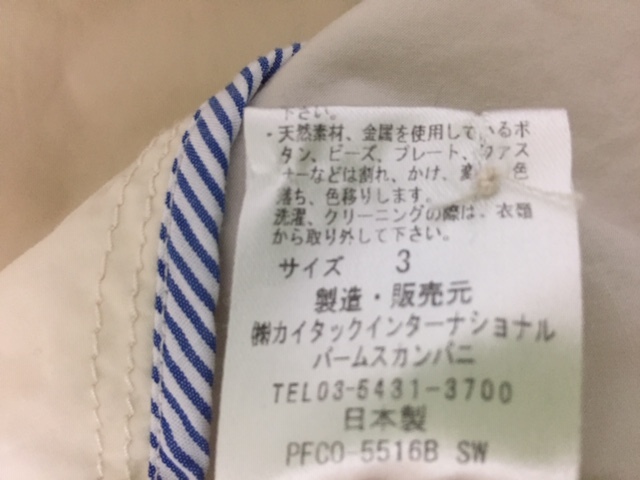 下さい。
・天然素材、金属を使用しているボ
タン、ビーズ、プレート、ファス
ナーなどは割れ、かけ、変 色
落ち、色移りします。
洗濯、クリーニングの際は、衣類
から取り外して下さい。
サイズ 3
製造・販売元
㈱カイタックインターナショナル
バームスカンパニ
TEL03-5431-3700
日本製
PFCO-5516B SW